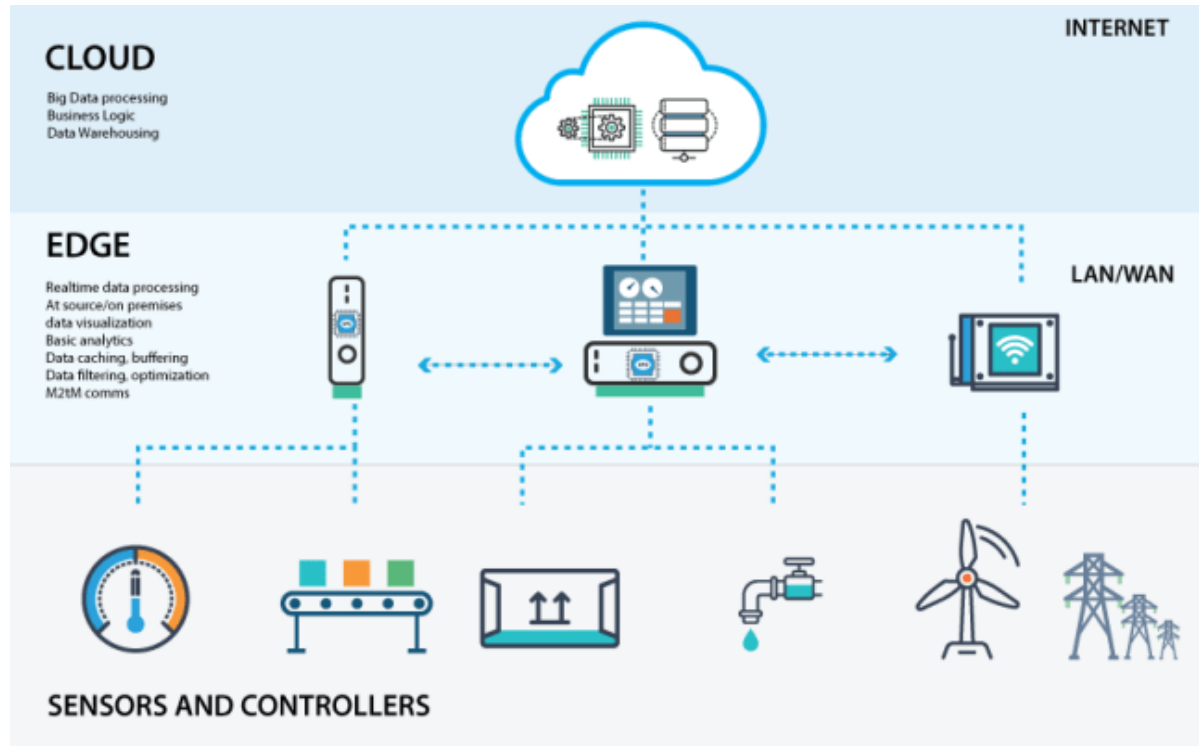 INTERNET
CLOUD
Big Data processing
Business Logic
Data Warehousing
EDGE
LAN/WAN
Realtime data processing
At source/on premises
data visualization
Basic analytics
Data caching, buffering
Data filtering, optimization
M2tM comms
SENSORS AND CONTROLLERS